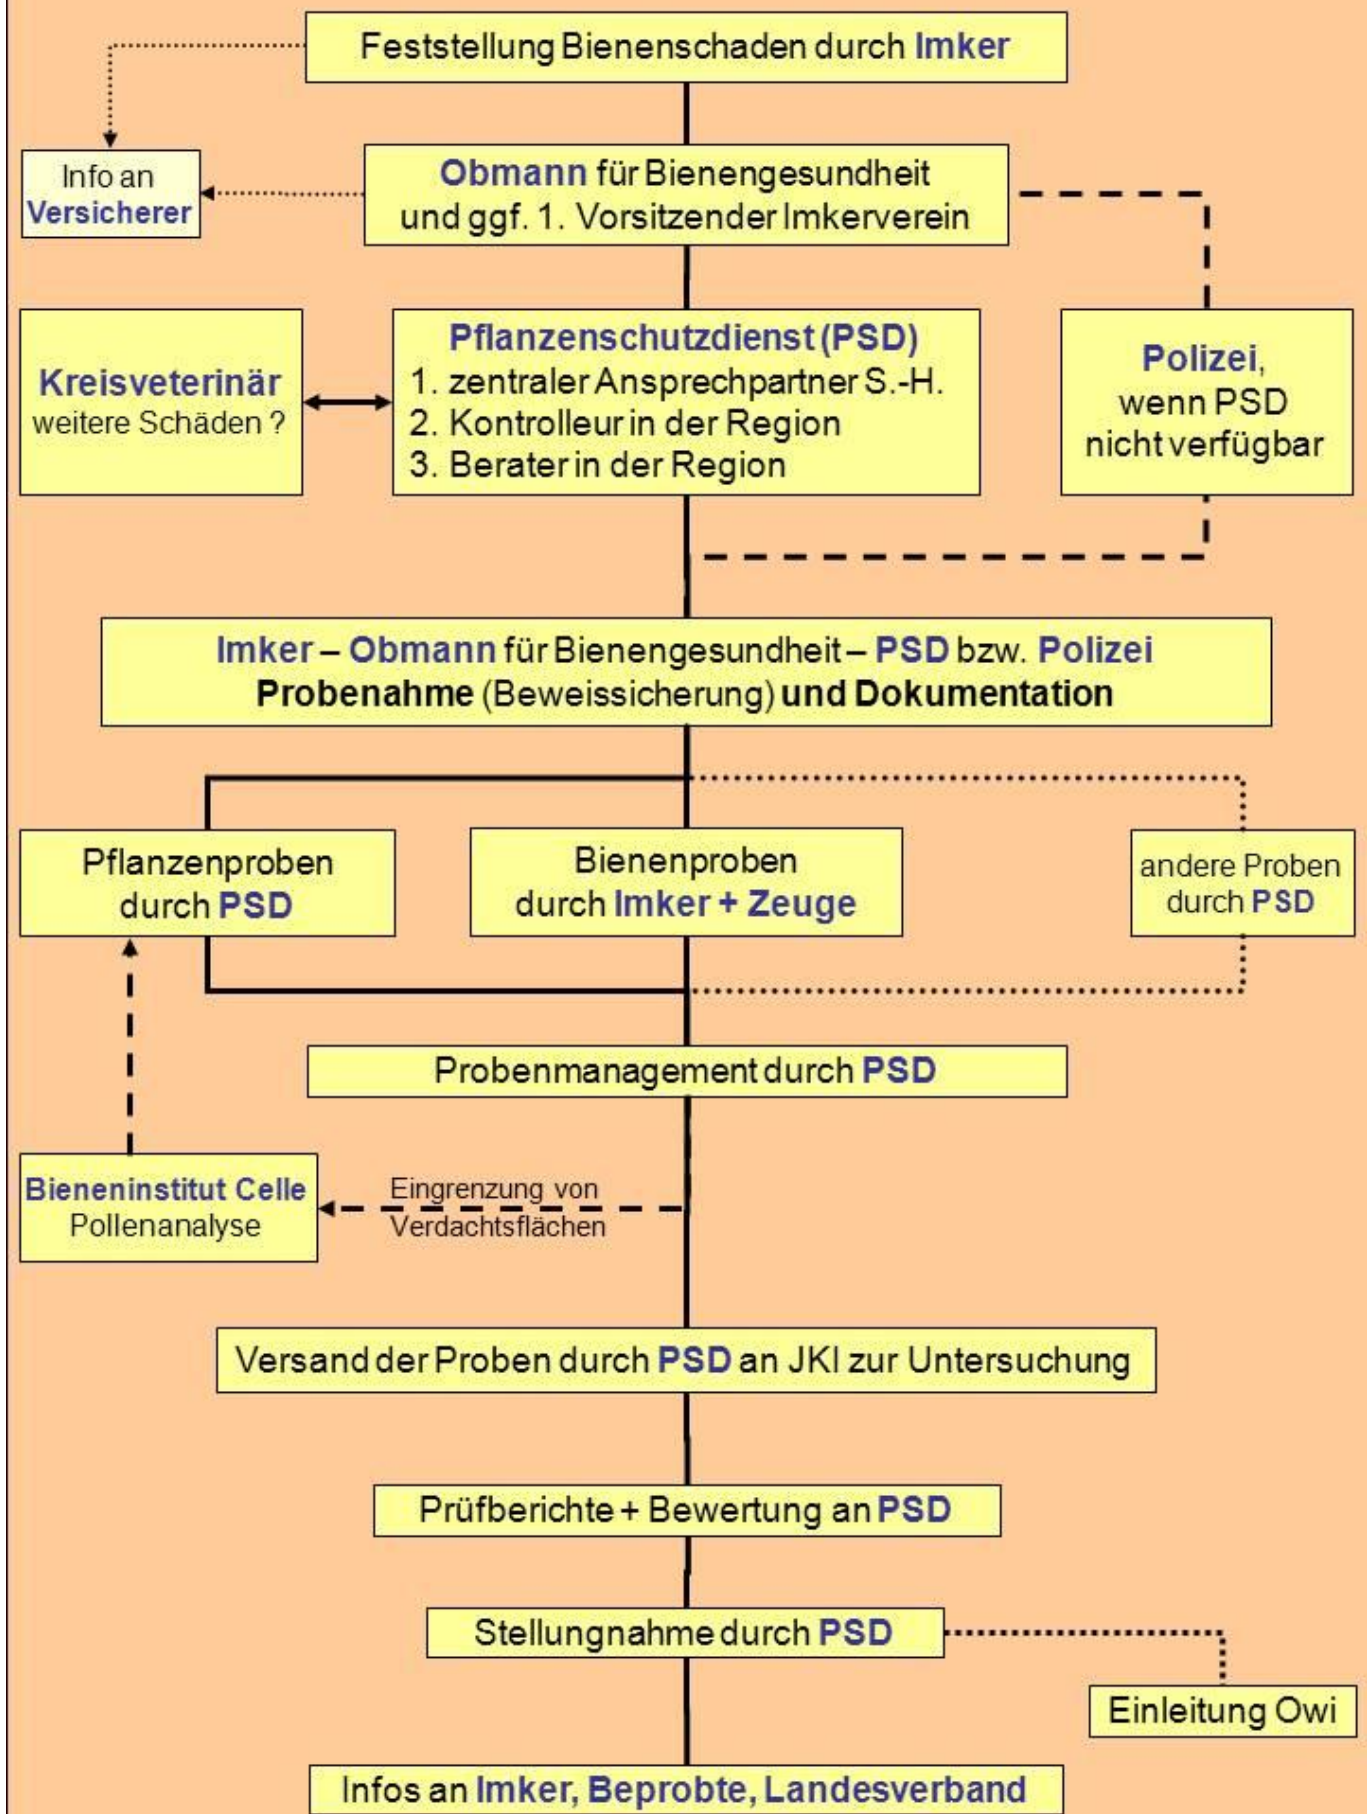 Feststellung Bienenschaden durch Imker
Info an
Versicherer
Obmann für Bienengesundheit
und ggf. 1. Vorsitzender Imkerverein
Kreisveterinär
weitere Schäden ?
Pflanzenschutzdienst (PSD)
1. zentraler Ansprechpartner S.-H.
2. Kontrolleur in der Region
3. Berater in der Region
Polizei,
wenn PSD
nicht verfügbar
Imker – Obmann für Bienengesundheit – PSD bzw. Polizei
Probenahme (Beweissicherung) und Dokumentation
Pflanzenproben
durch PSD
Bienenproben
durch Imker + Zeuge
andere Proben
durch PSD
Probenmanagement durch PSD
Bieneninstitut Celle
Pollenanalyse
Eingrenzung von
Verdachtsflächen
Versand der Proben durch PSD an JKI zur Untersuchung
Prüfberichte + Bewertung an PSD
Stellungnahme durch PSD
Einleitung Owi
Infos an Imker, Beprobte, Landesverband